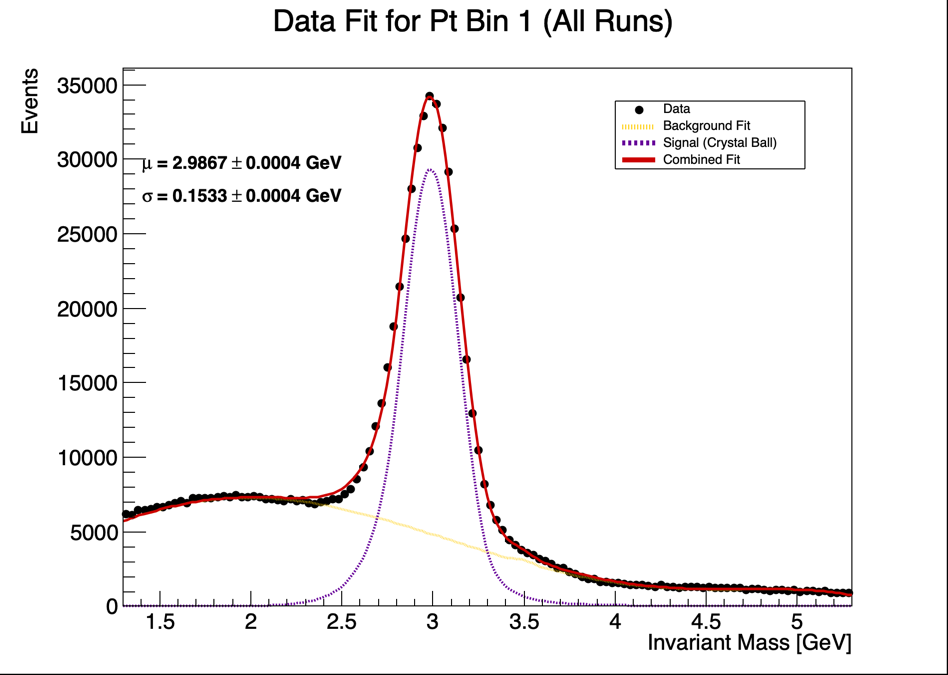 Data Fit for Pt Bin 1 (All Runs)
Events
35000
30000
25000
20000
15000
10000
5000
0
μ = 2.9867 ± 0.0004 GeV
σ = 0.1533 ± 0.0004 GeV
Data
Background Fit
Signal (Crystal Ball)
Combined Fit
1.5 2 2.5 3 3.5 4 4.5 5
Invariant Mass [GeV]